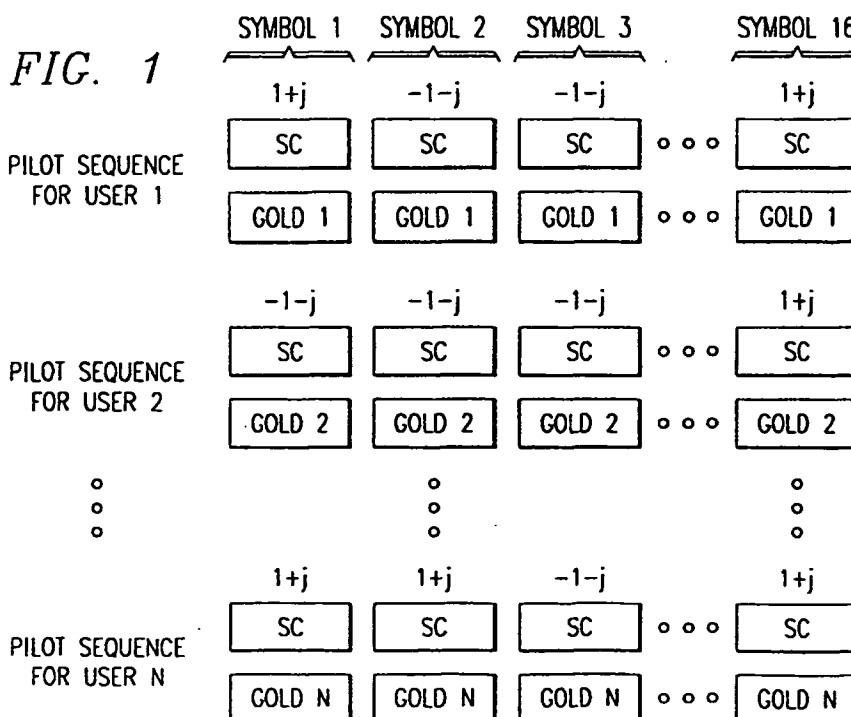 SYMBOL 1 SYMBOL 2 SYMBOL 3 SYMBOL 16
FIG. 1
1+j -1-j -1-j 1+j
SC SC SC SC
PILOT SEQUENCE
FOR USER 1
GOLD 1 GOLD 1 GOLD 1 GOLD 1
-1-j -1-j -1-j 1+j
SC SC SC SC
PILOT SEQUENCE
FOR USER 2
GOLD 2 GOLD 2 GOLD 2 GOLD 2
1+j 1+j -1-j 1+j
SC SC SC SC
PILOT SEQUENCE
FOR USER N
GOLD N GOLD N GOLD N GOLD N